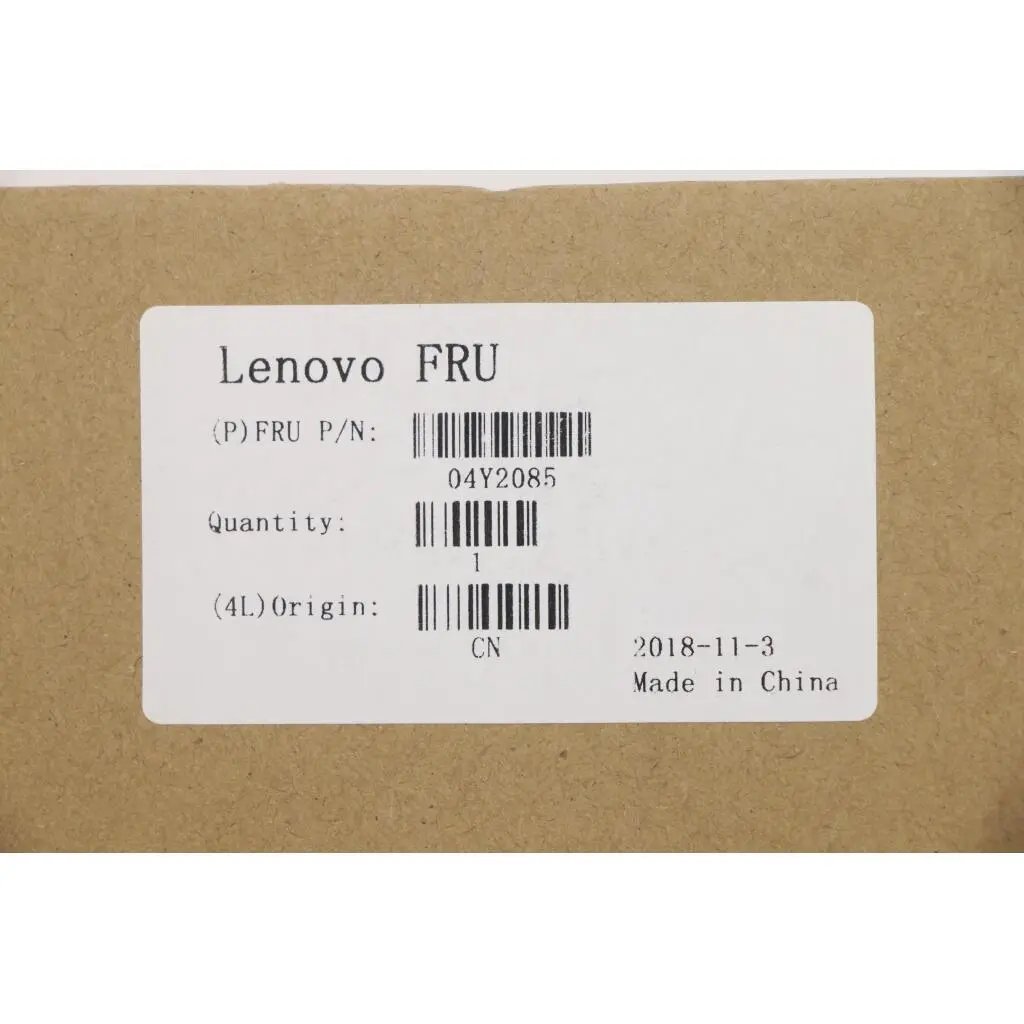 Lenovo FRU
(P)FRU P/N:
04Y2085
Quantity:
1
(4L)Origin:
CN
2018-11-3
Made in China